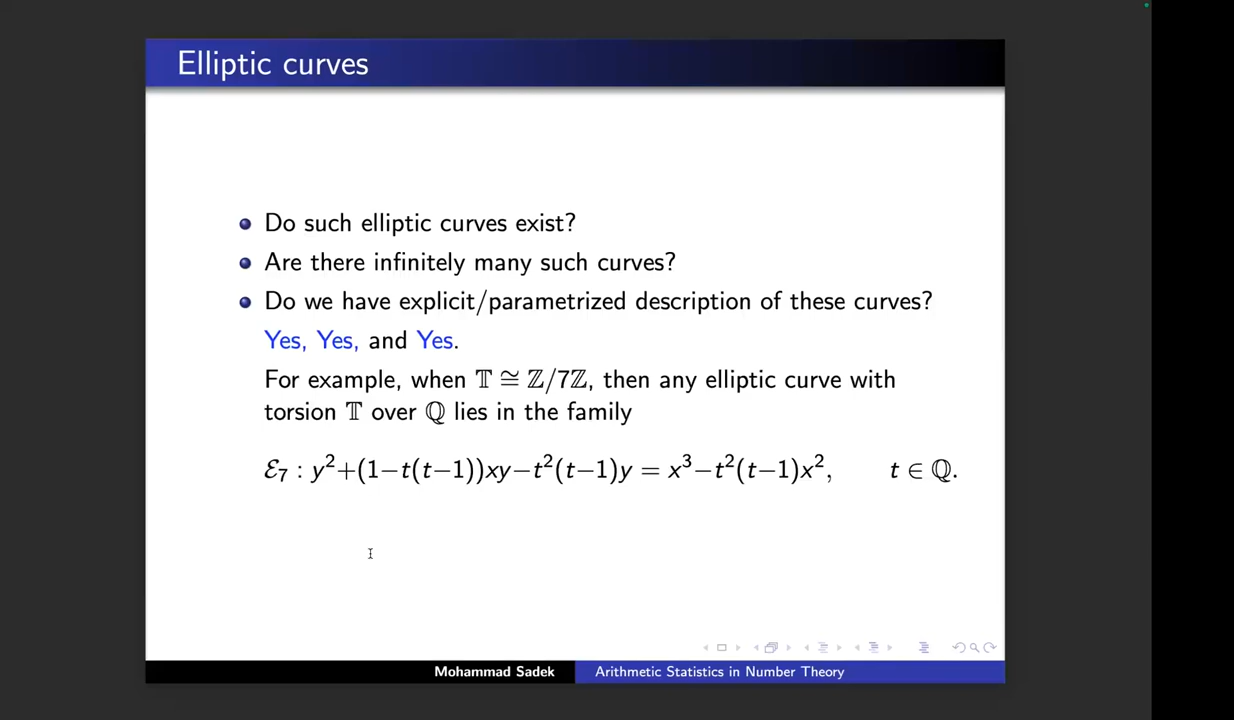 Elliptic curves
Do such elliptic curves exist?
Are there infinitely many such curves?
Do we have explicit/parametrized description of these curves?
Yes, Yes, and Yes.
For example, when 𝕋 ≅ ℤ/7ℤ, then any elliptic curve with
torsion 𝕋 over ℚ lies in the family
ℰ₇ : y²+(1−t(t−1))xy−t²(t−1)y = x³−t²(t−1)x², t ∈ ℚ.
Mohammad Sadek
Arithmetic Statistics in Number Theory